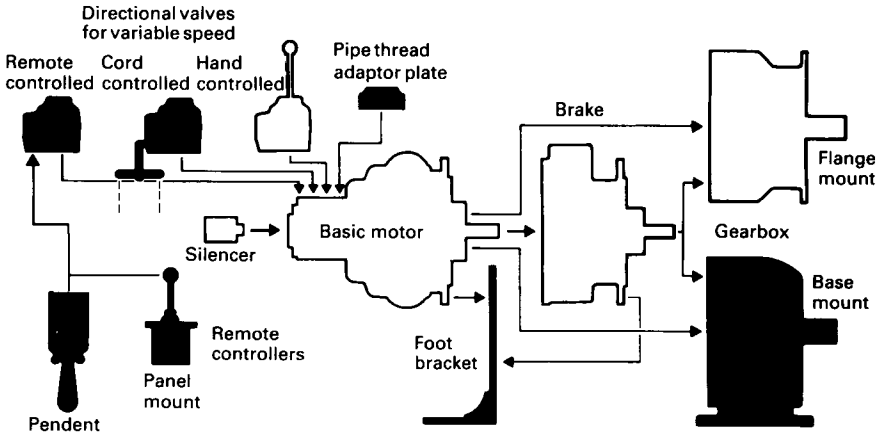 Directional valves
for variable speed
Remote
controlled
Cord
controlled
Hand
controlled
Pipe thread
adaptor plate
Brake
Flange
mount
Silencer
Basic motor
Gearbox
Base
mount
Foot
bracket
Remote
controllers
Panel
mount
Pendent